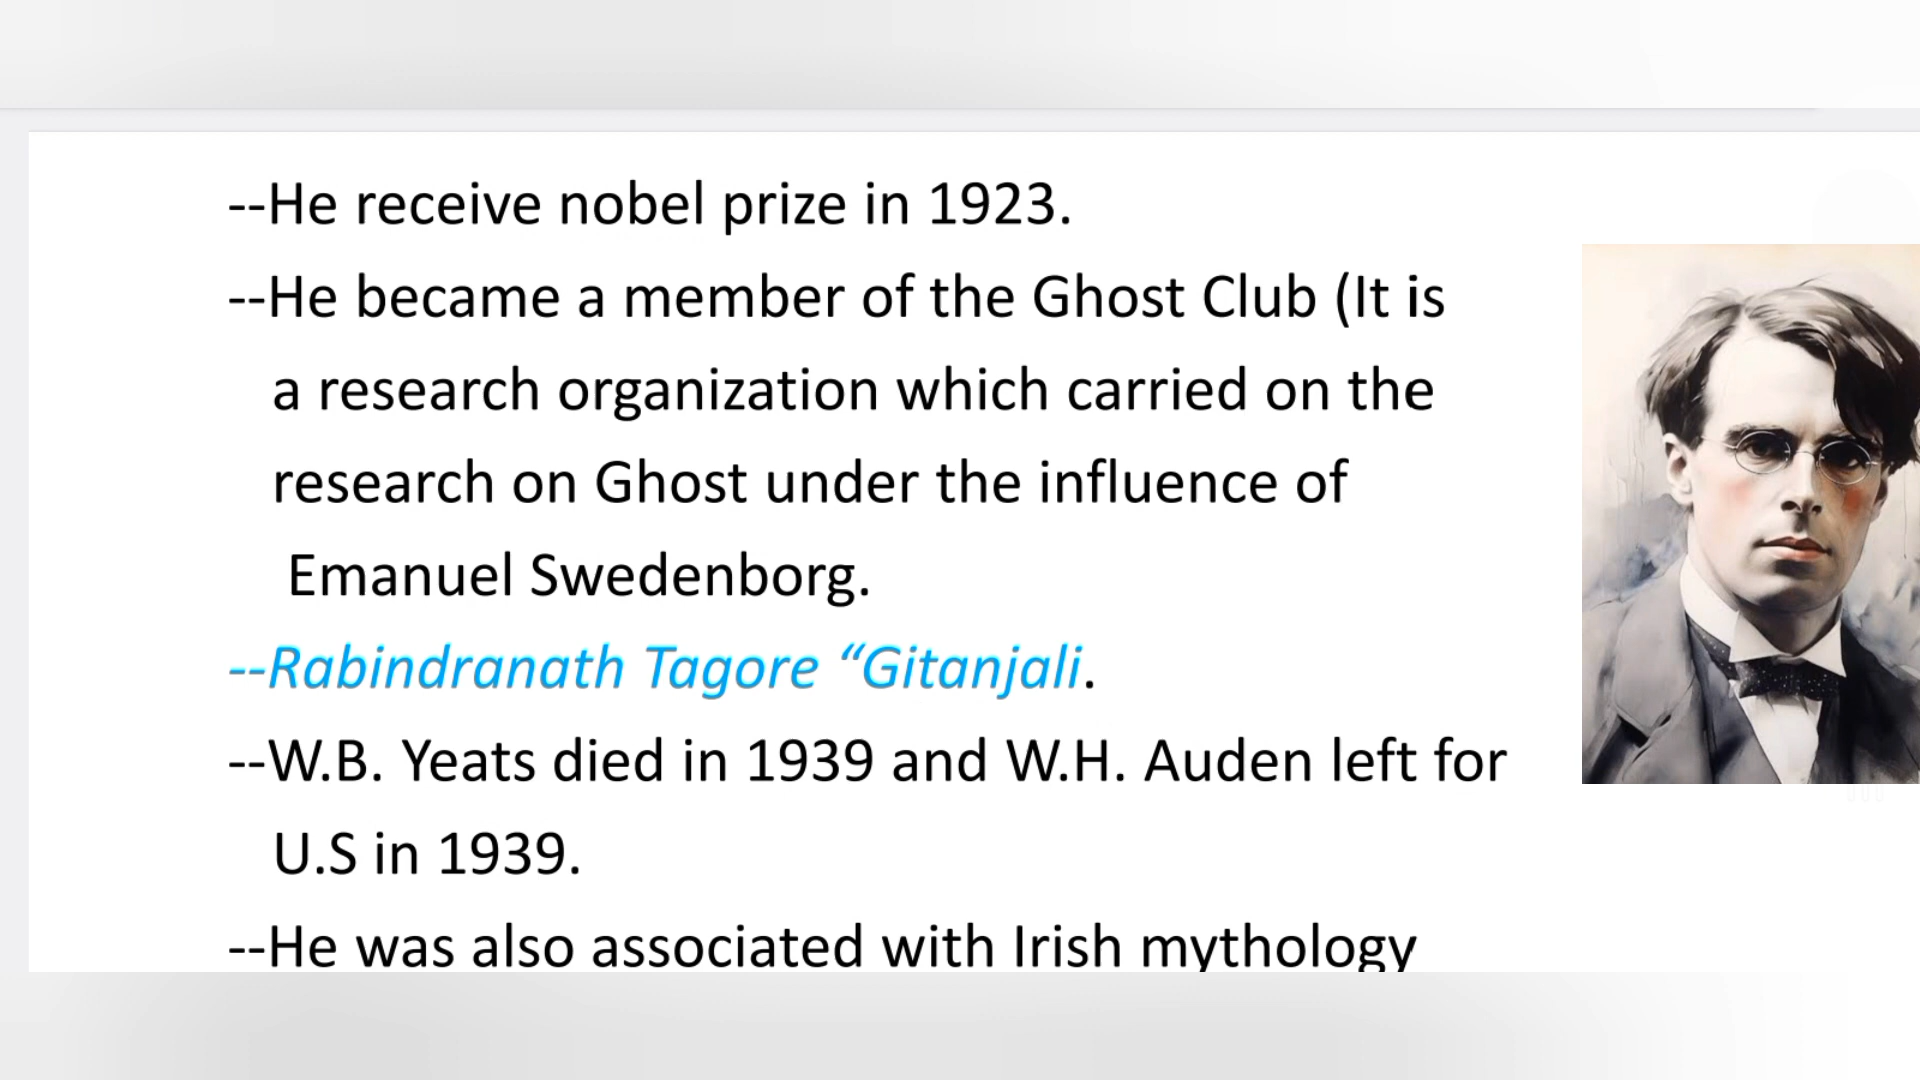 --He receive nobel prize in 1923.
--He became a member of the Ghost Club (It is
a research organization which carried on the
research on Ghost under the influence of
Emanuel Swedenborg.
--Rabindranath Tagore “Gitanjali.
--W.B. Yeats died in 1939 and W.H. Auden left for
U.S in 1939.
--He was also associated with Irish mythology